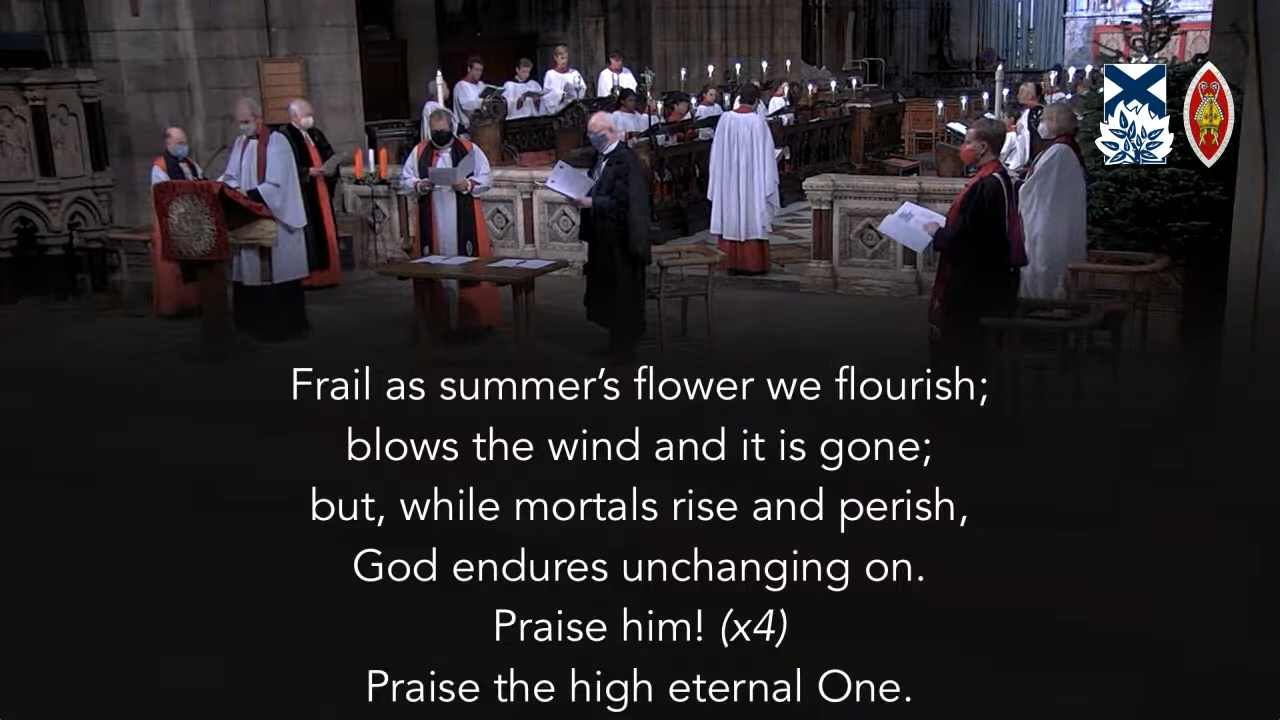 Frail as summer’s flower we flourish;
blows the wind and it is gone;
but, while mortals rise and perish,
God endures unchanging on.
Praise him! (x4)
Praise the high eternal One.